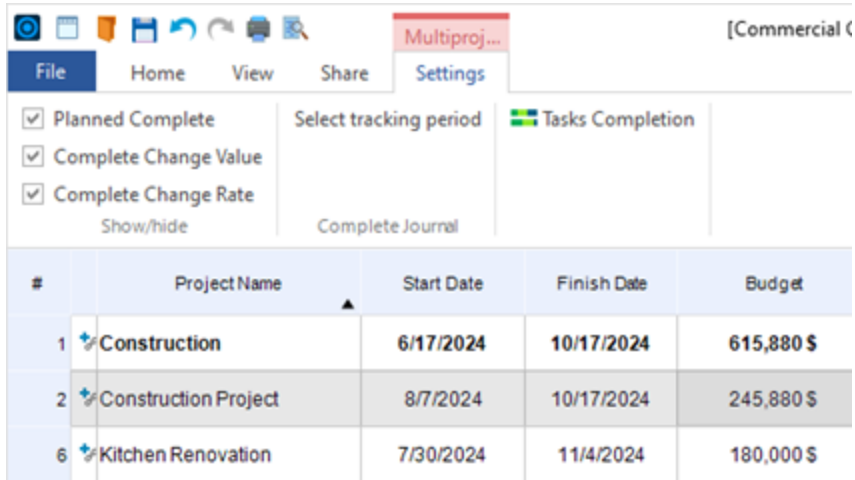 Multiproj... [Commercial
File Home View Share Settings
Planned Complete Select tracking period Tasks Completion
Complete Change Value
Complete Change Rate
Show/hide Complete Journal
# Project Name Start Date Finish Date Budget
1 Construction 6/17/2024 10/17/2024 615,880 $
2 Construction Project 8/7/2024 10/17/2024 245,880 $
6 Kitchen Renovation 7/30/2024 11/4/2024 180,000 $